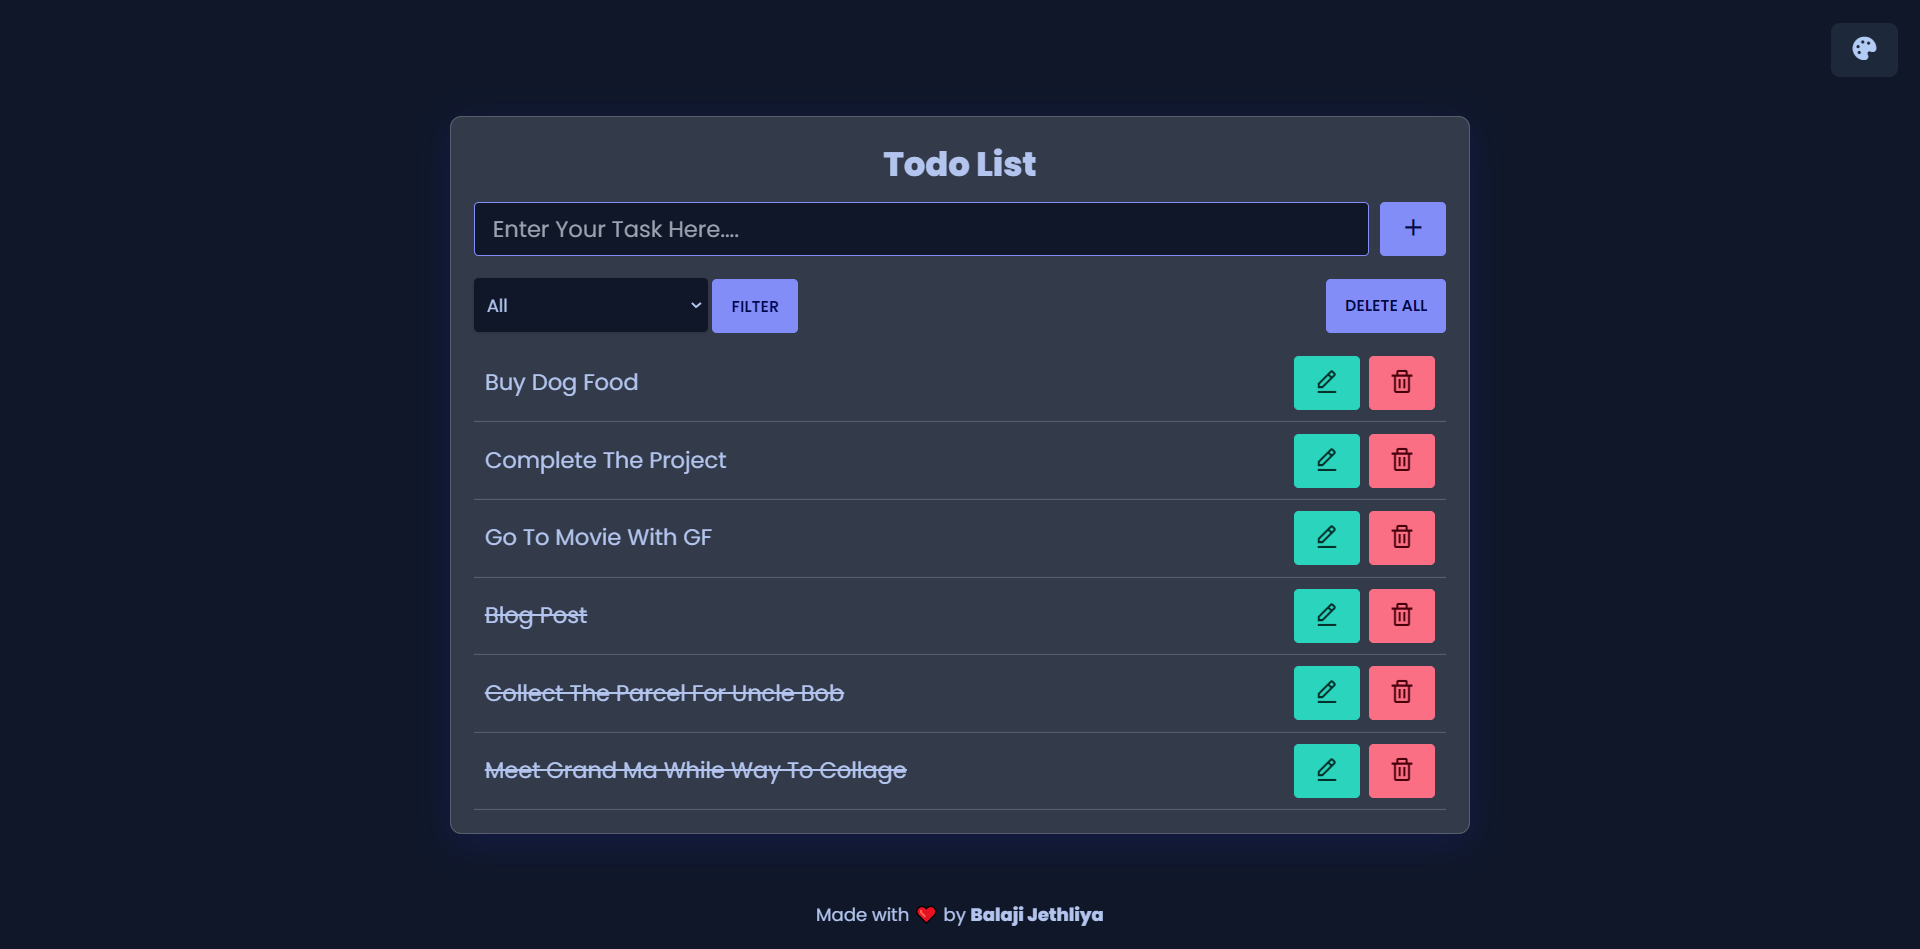 Todo List
Enter Your Task Here....
All
FILTER
DELETE ALL
Buy Dog Food
Complete The Project
Go To Movie With GF
Blog Post
Collect The Parcel For Uncle Bob
Meet Grand Ma While Way To Collage
Made with ❤️ by Balaji Jethliya